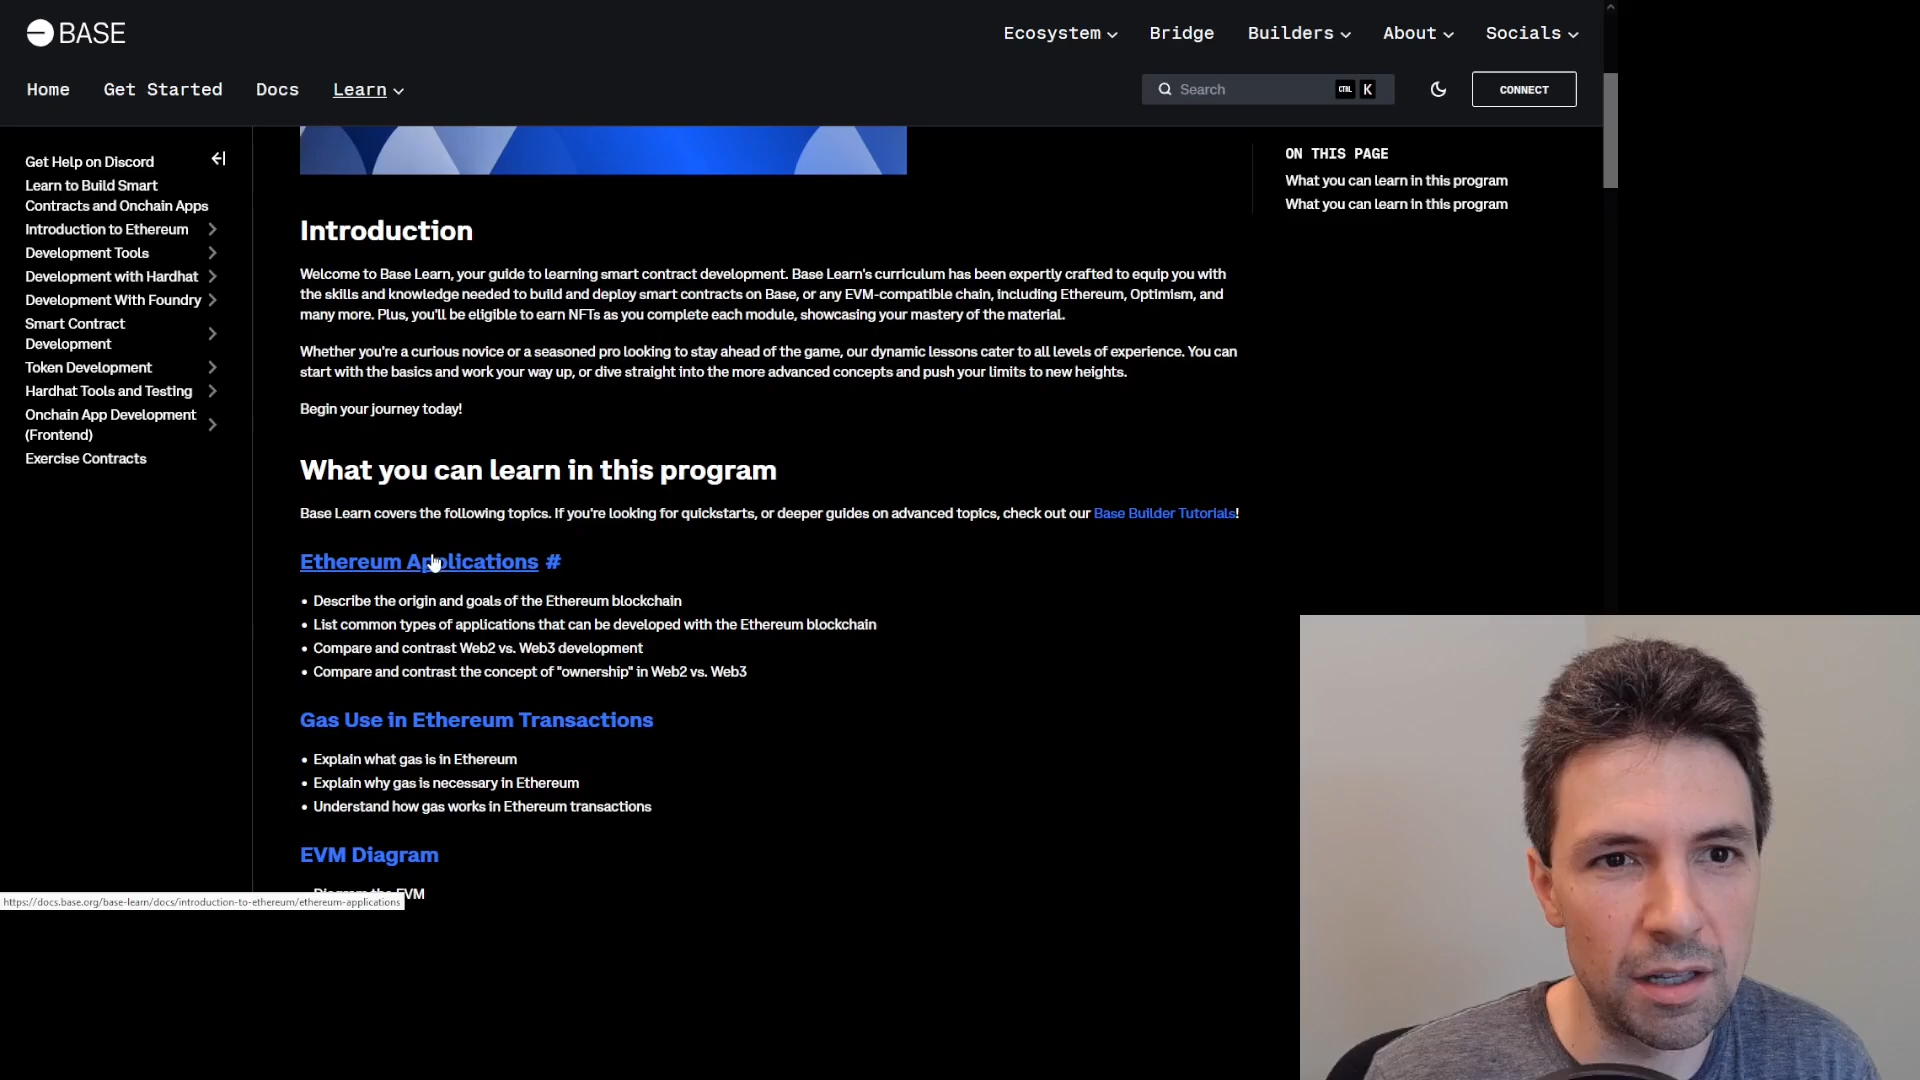 BASE
Ecosystem
Bridge
Builders
About
Socials
Home
Get Started
Docs
Learn
Search
CTRL K
CONNECT
Get Help on Discord
Learn to Build Smart
Contracts and Onchain Apps
Introduction to Ethereum
Development Tools
Development with Hardhat
Development With Foundry
Smart Contract
Development
Token Development
Hardhat Tools and Testing
Onchain App Development
(Frontend)
Exercise Contracts
Introduction
Welcome to Base Learn, your guide to learning smart contract development. Base Learn's curriculum has been expertly crafted to equip you with
the skills and knowledge needed to build and deploy smart contracts on Base, or any EVM-compatible chain, including Ethereum, Optimism, and
many more. Plus, you'll be eligible to earn NFTs as you complete each module, showcasing your mastery of the material.
Whether you're a curious novice or a seasoned pro looking to stay ahead of the game, our dynamic lessons cater to all levels of experience. You can
start with the basics and work your way up, or dive straight into the more advanced concepts and push your limits to new heights.
Begin your journey today!
What you can learn in this program
Base Learn covers the following topics. If you're looking for quickstarts, or deeper guides on advanced topics, check out our Base Builder Tutorials!
Ethereum Applications #
• Describe the origin and goals of the Ethereum blockchain
• List common types of applications that can be developed with the Ethereum blockchain
• Compare and contrast Web2 vs. Web3 development
• Compare and contrast the concept of "ownership" in Web2 vs. Web3
Gas Use in Ethereum Transactions
• Explain what gas is in Ethereum
• Explain why gas is necessary in Ethereum
• Understand how gas works in Ethereum transactions
EVM Diagram
Diagram the EVM
https://docs.base.org/base-learn/docs/introduction-to-ethereum/ethereum-applications
ON THIS PAGE
What you can learn in this program
What you can learn in this program